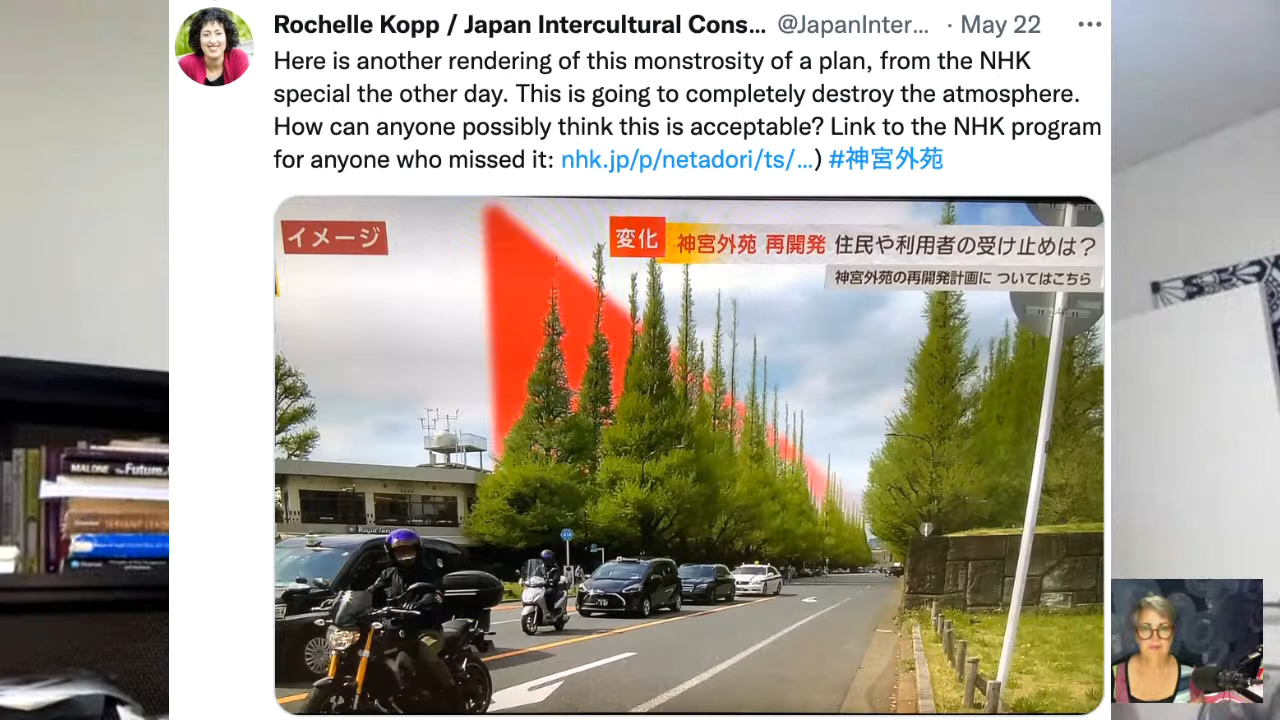 Rochelle Kopp / Japan Intercultural Cons... @JapanInter... · May 22
Here is another rendering of this monstrosity of a plan, from the NHK
special the other day. This is going to completely destroy the atmosphere.
How can anyone possibly think this is acceptable? Link to the NHK program
for anyone who missed it: nhk.jp/p/netadori/ts/...) #神宮外苑
イメージ
変化 神宮外苑 再開発 住民や利用者の受け止めは?
神宮外苑の再開発計画に ついてはこちら
MALONE The Future
SERVANT LEADE